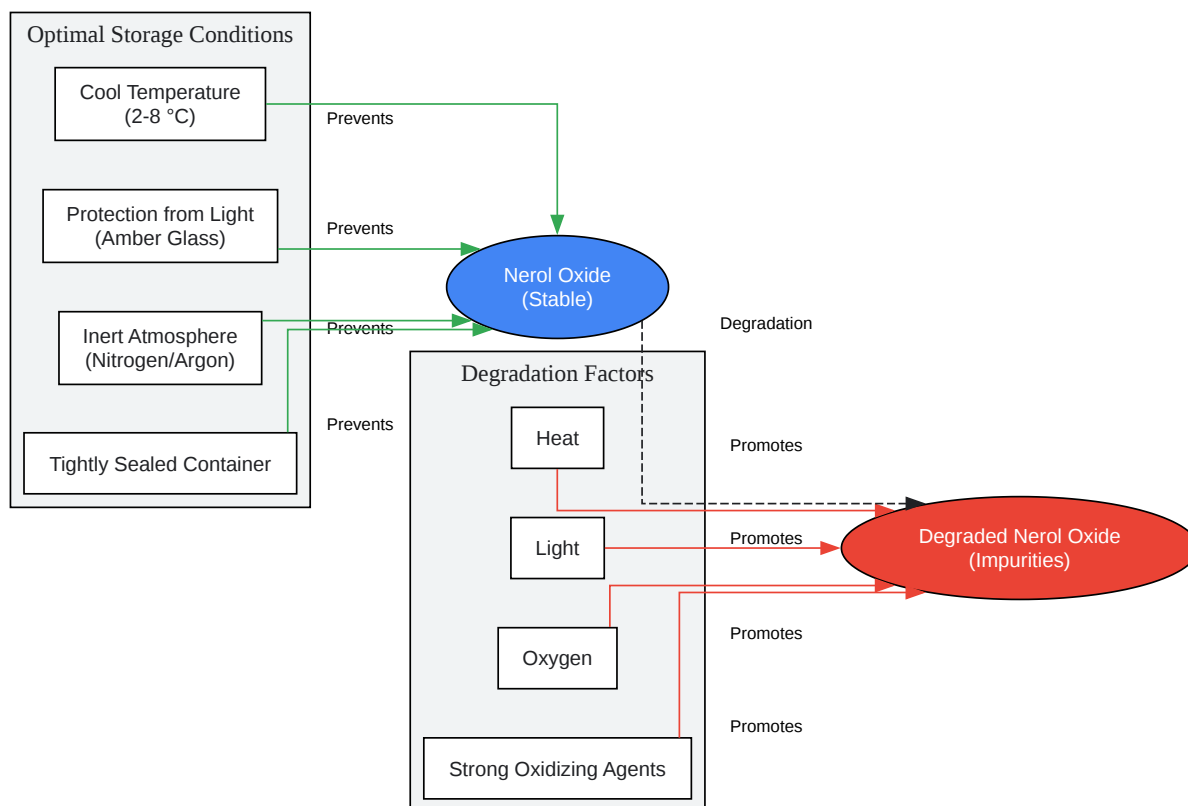 Optimal Storage Conditions
Cool Temperature
(2-8 °C)
Prevents
Protection from Light
(Amber Glass)
Prevents
Nerol Oxide
(Stable)
Inert Atmosphere
(Nitrogen/Argon)
Prevents
Degradation
Tightly Sealed Container
Prevents
Degradation Factors
Heat
Promotes
Light
Promotes
Degraded Nerol Oxide
(Impurities)
Oxygen
Promotes
Strong Oxidizing Agents
Promotes